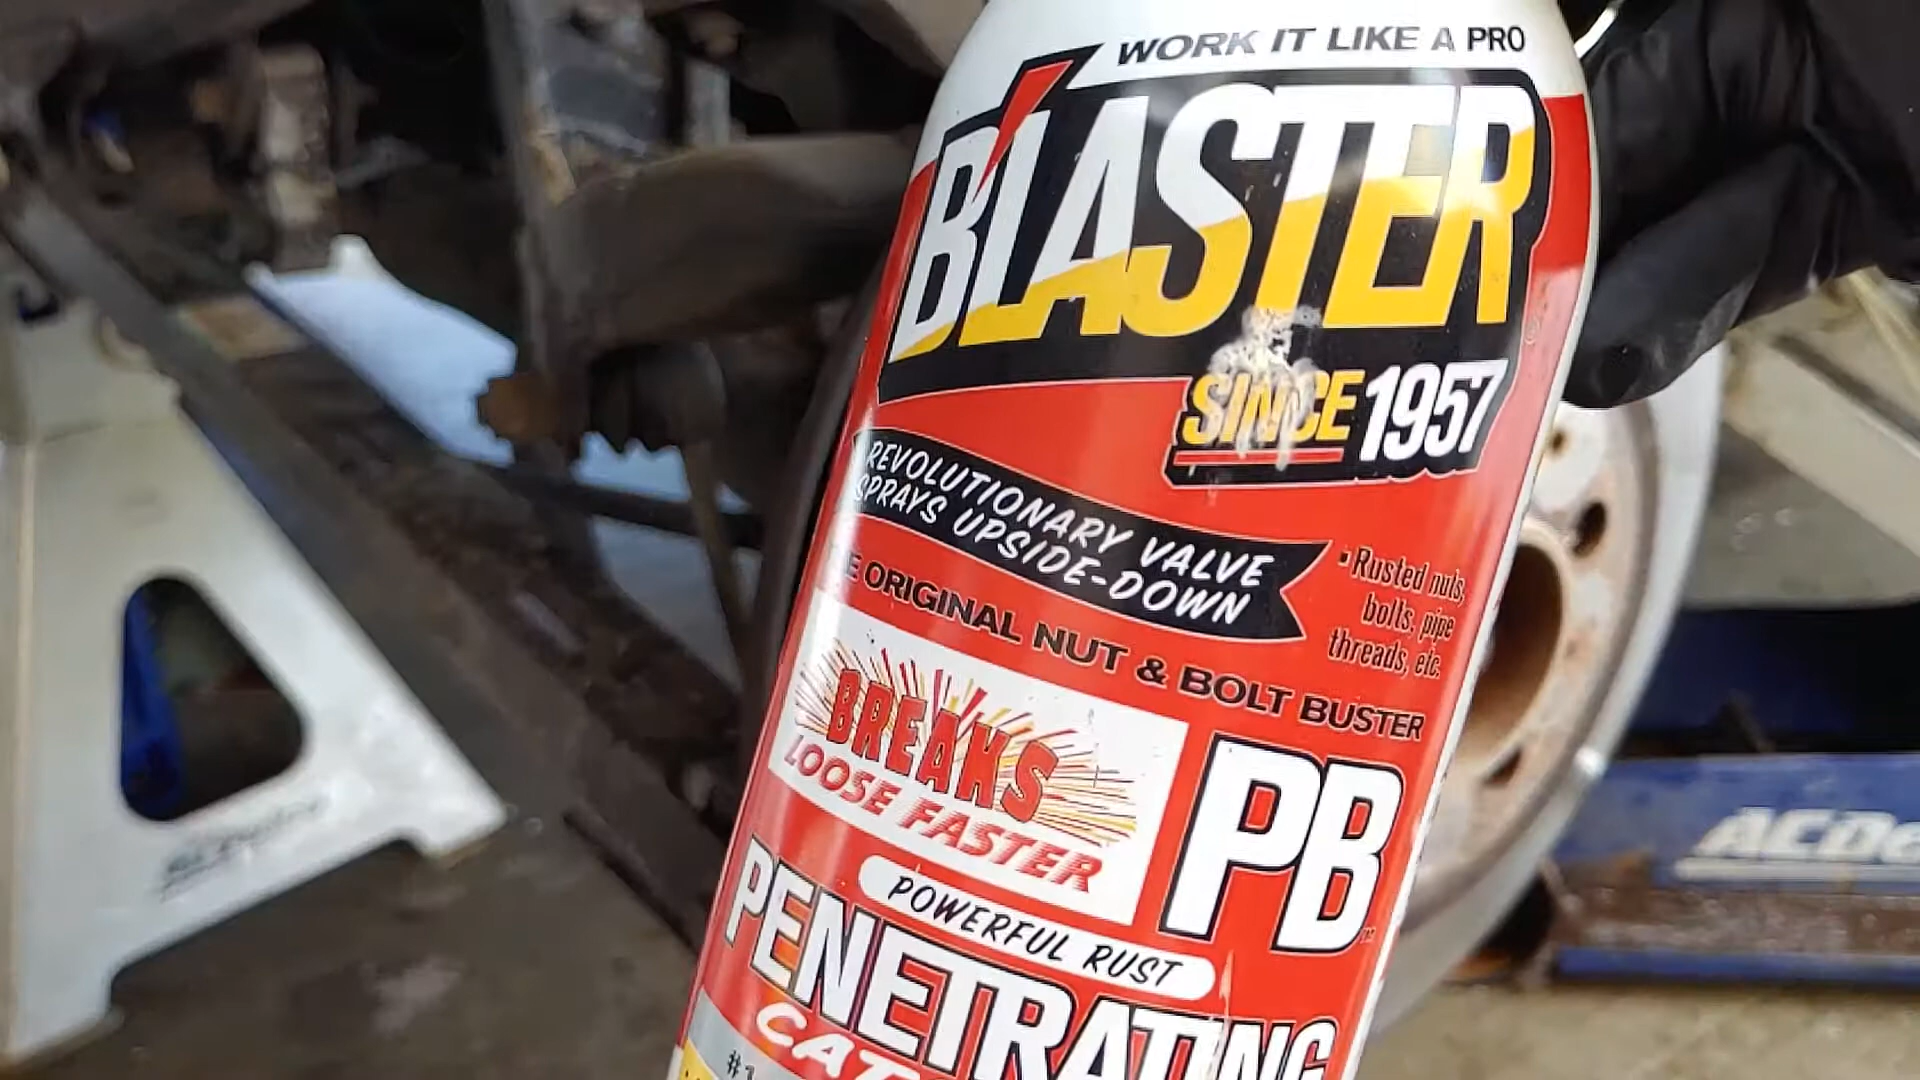 WORK IT LIKE A PRO
B'LASTER
SINCE 1957
REVOLUTIONARY VALVE
SPRAYS UPSIDE-DOWN
• Rusted nuts,
bolts, pipe
threads, etc.
ORIGINAL NUT & BOLT BUSTER
BREAKS
LOOSE FASTER
PB
POWERFUL RUST
PENETRATING